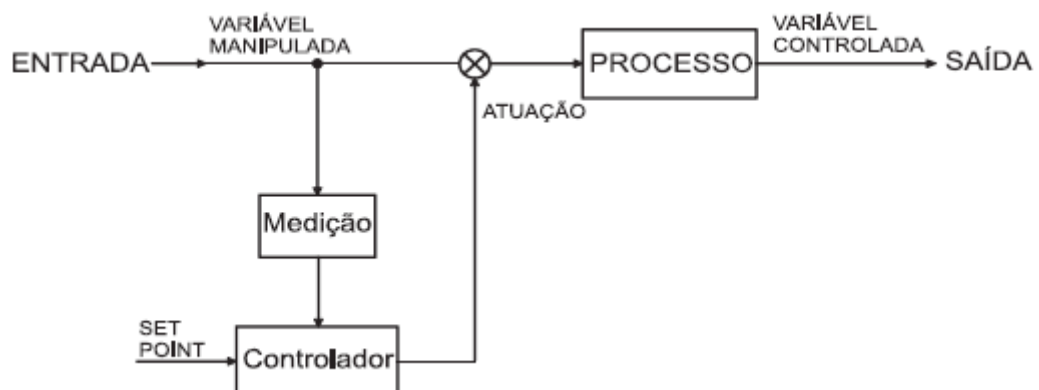 VARIÁVEL
MANIPULADA
ENTRADA
PROCESSO
VARIÁVEL
CONTROLADA
SAÍDA
ATUAÇÃO
Medição
SET
POINT
Controlador